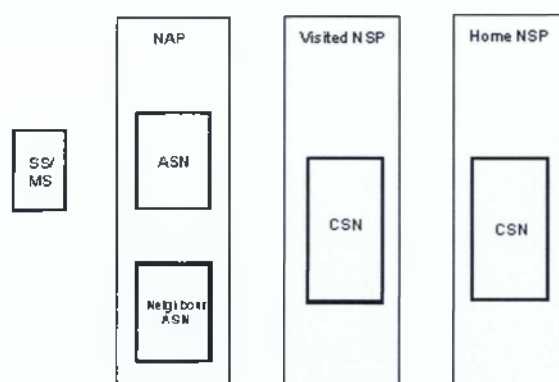 NAP
Visited NSP
Home NSP
SS/
MS
ASN
CSN
CSN
Neighbour
ASN